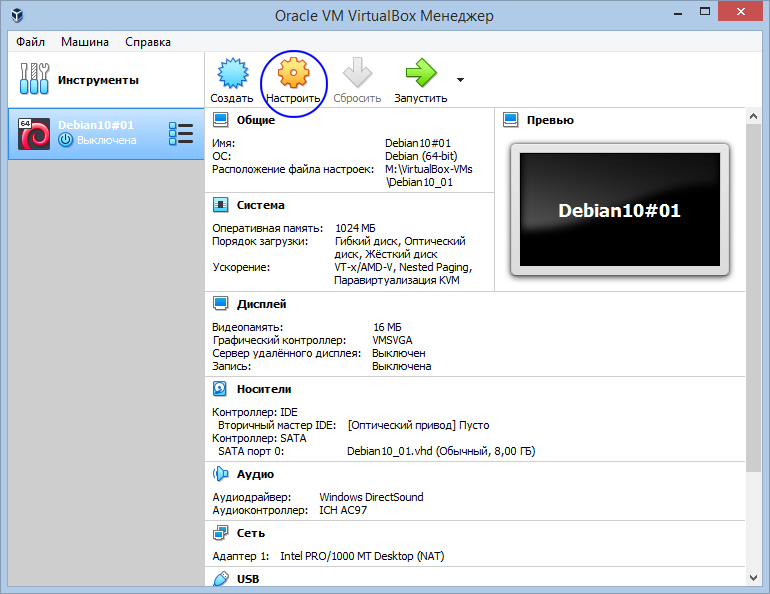 Oracle VM VirtualBox Менеджер
Файл Машина Справка
Инструменты
Создать Настроить Сбросить Запустить
64
Debian10#01
Выключена
Общие
Имя: Debian10#01
ОС: Debian (64-bit)
Расположение файла настроек: M:\VirtualBox-VMs
\Debian10_01
Превью
Debian10#01
Система
Оперативная память: 1024 МБ
Порядок загрузки: Гибкий диск, Оптический
диск, Жёсткий диск
Ускорение: VT-x/AMD-V, Nested Paging,
Паравиртуализация KVM
Дисплей
Видеопамять: 16 МБ
Графический контроллер: VMSVGA
Сервер удалённого дисплея: Выключен
Запись: Выключена
Носители
Контроллер: IDE
Вторичный мастер IDE: [Оптический привод] Пусто
Контроллер: SATA
SATA порт 0: Debian10_01.vhd (Обычный, 8,00 ГБ)
Аудио
Аудиодрайвер: Windows DirectSound
Аудиоконтроллер: ICH AC97
Сеть
Адаптер 1: Intel PRO/1000 MT Desktop (NAT)
USB